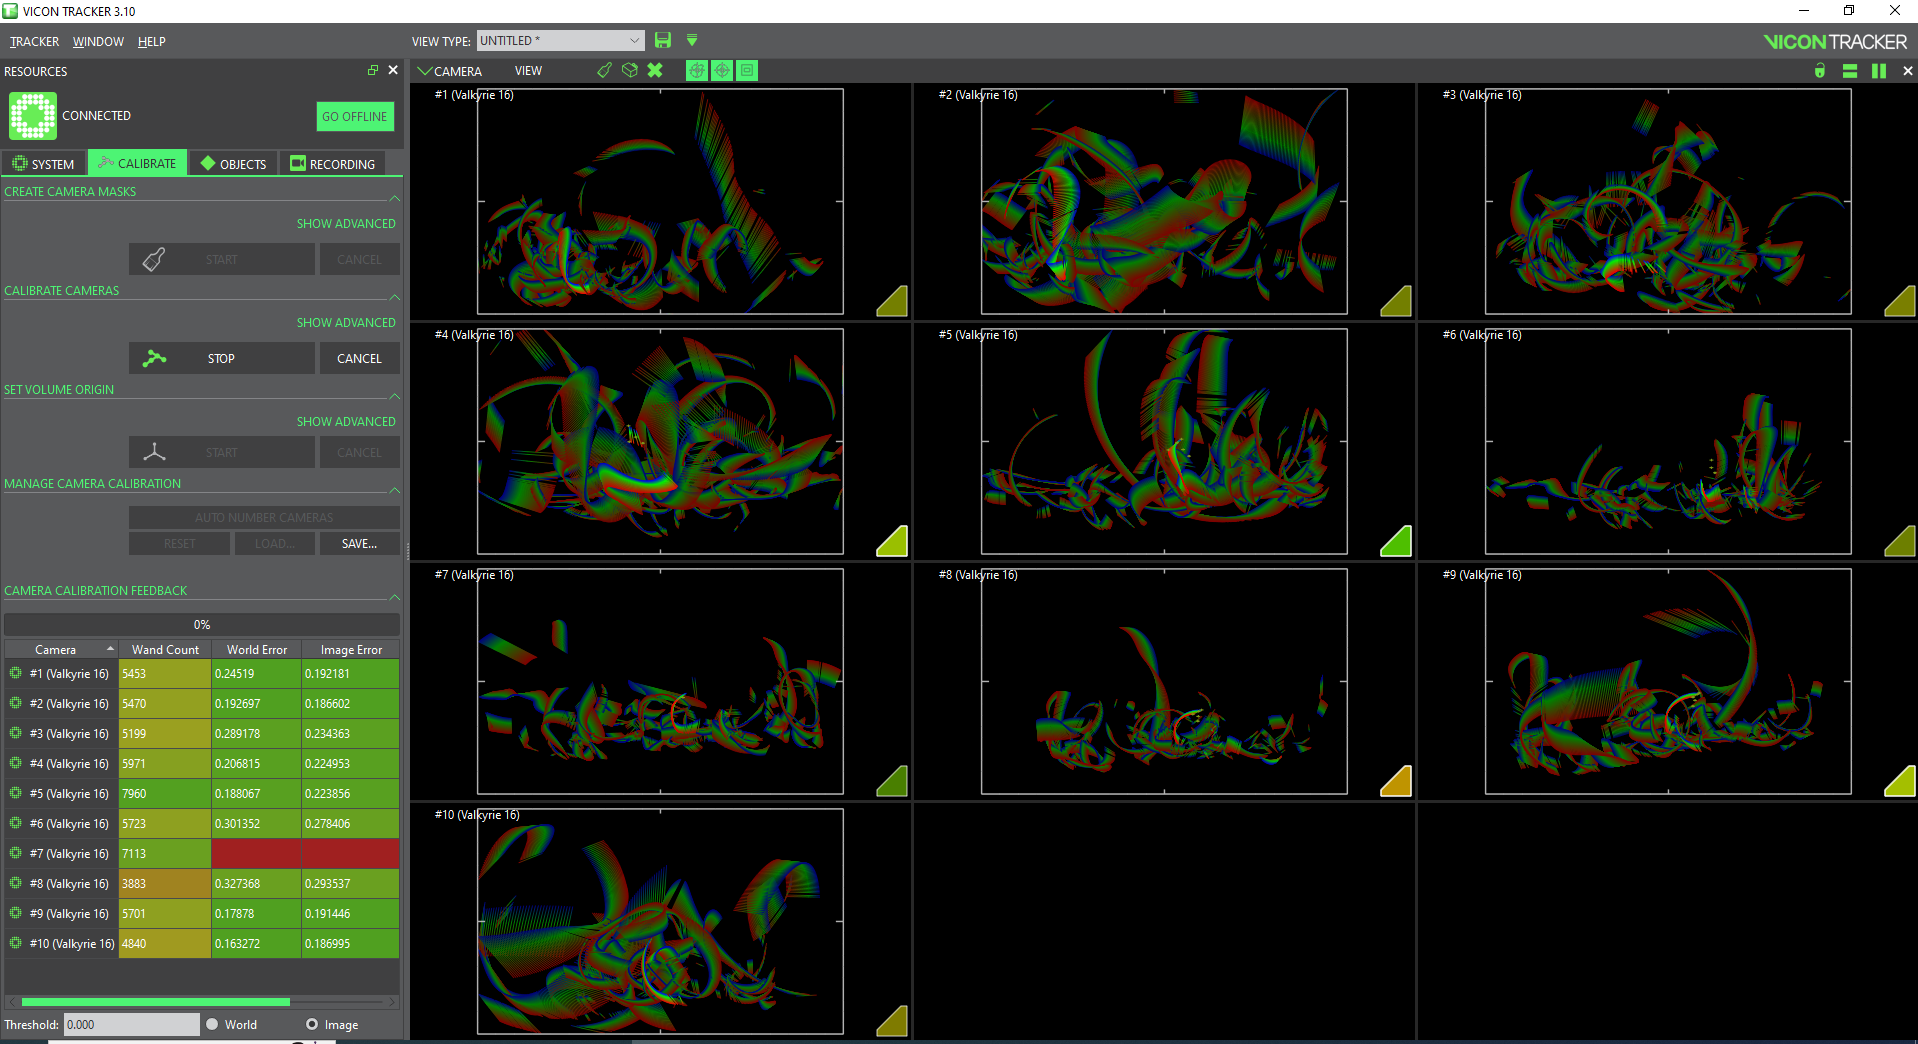 VICON TRACKER 3.10
TRACKER WINDOW HELP
VIEW TYPE: UNTITLED *
VICON TRACKER
RESOURCES
CAMERA VIEW
CONNECTED
GO OFFLINE
SYSTEM CALIBRATE OBJECTS RECORDING
CREATE CAMERA MASKS
SHOW ADVANCED
START CANCEL
CALIBRATE CAMERAS
SHOW ADVANCED
STOP CANCEL
SET VOLUME ORIGIN
SHOW ADVANCED
START CANCEL
MANAGE CAMERA CALIBRATION
AUTO NUMBER CAMERAS
RESET LOAD... SAVE...
CAMERA CALIBRATION FEEDBACK
0%
Camera Wand Count World Error Image Error
#1 (Valkyrie 16) 5453 0.24519 0.192181
#2 (Valkyrie 16) 5470 0.192697 0.186602
#3 (Valkyrie 16) 5199 0.289178 0.234363
#4 (Valkyrie 16) 5971 0.206815 0.224953
#5 (Valkyrie 16) 7960 0.188067 0.223856
#6 (Valkyrie 16) 5723 0.301352 0.278406
#7 (Valkyrie 16) 7113
#8 (Valkyrie 16) 3883 0.327368 0.293537
#9 (Valkyrie 16) 5701 0.17878 0.191446
#10 (Valkyrie 16) 4840 0.163272 0.186995
Threshold: 0.000 World Image
#1 (Valkyrie 16)
#2 (Valkyrie 16)
#3 (Valkyrie 16)
#4 (Valkyrie 16)
#5 (Valkyrie 16)
#6 (Valkyrie 16)
#7 (Valkyrie 16)
#8 (Valkyrie 16)
#9 (Valkyrie 16)
#10 (Valkyrie 16)